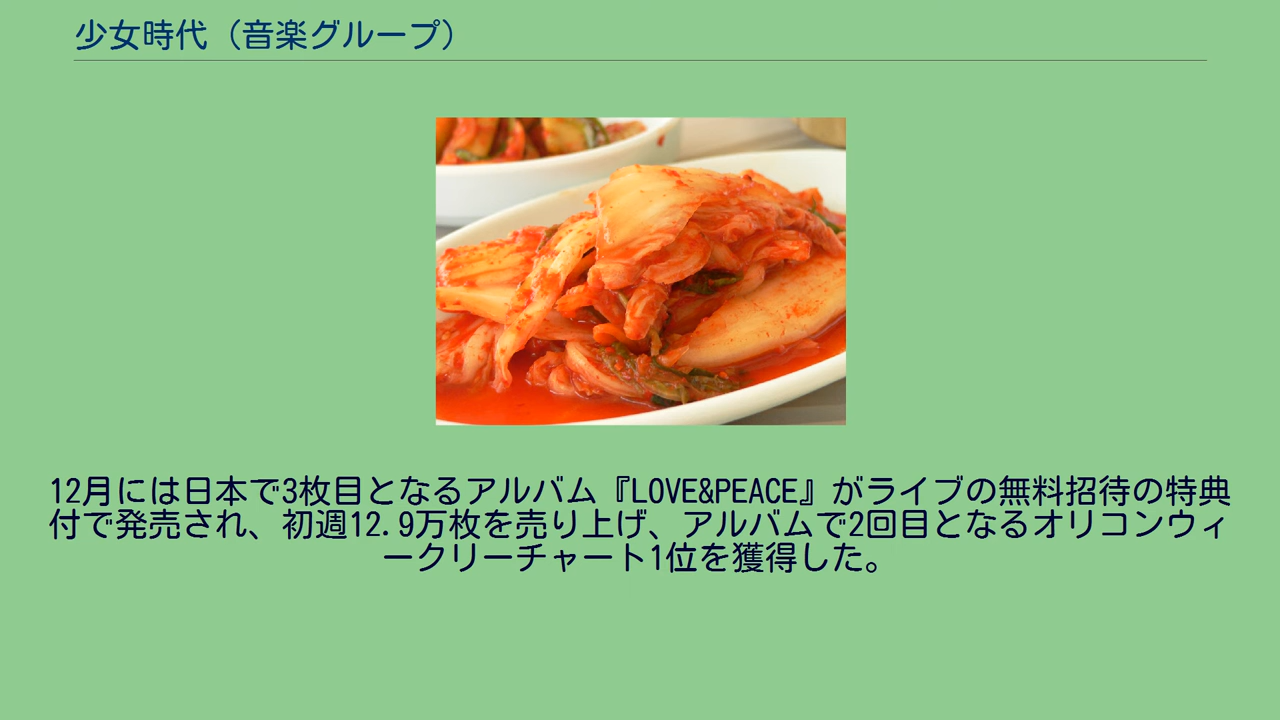 少女時代（音楽グループ）
12月には日本で3枚目となるアルバム『LOVE&PEACE』がライブの無料招待の特典
付で発売され、初週12.9万枚を売り上げ、アルバムで2回目となるオリコンウィ
ークリーチャート1位を獲得した。